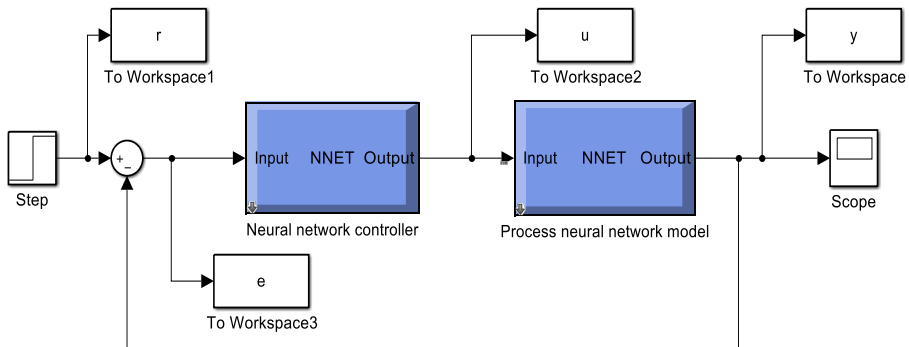 r
To Workspace1
u
To Workspace2
y
To Workspace
Step
+
−
Input NNET Output
Neural network controller
Input NNET Output
Process neural network model
Scope
e
To Workspace3